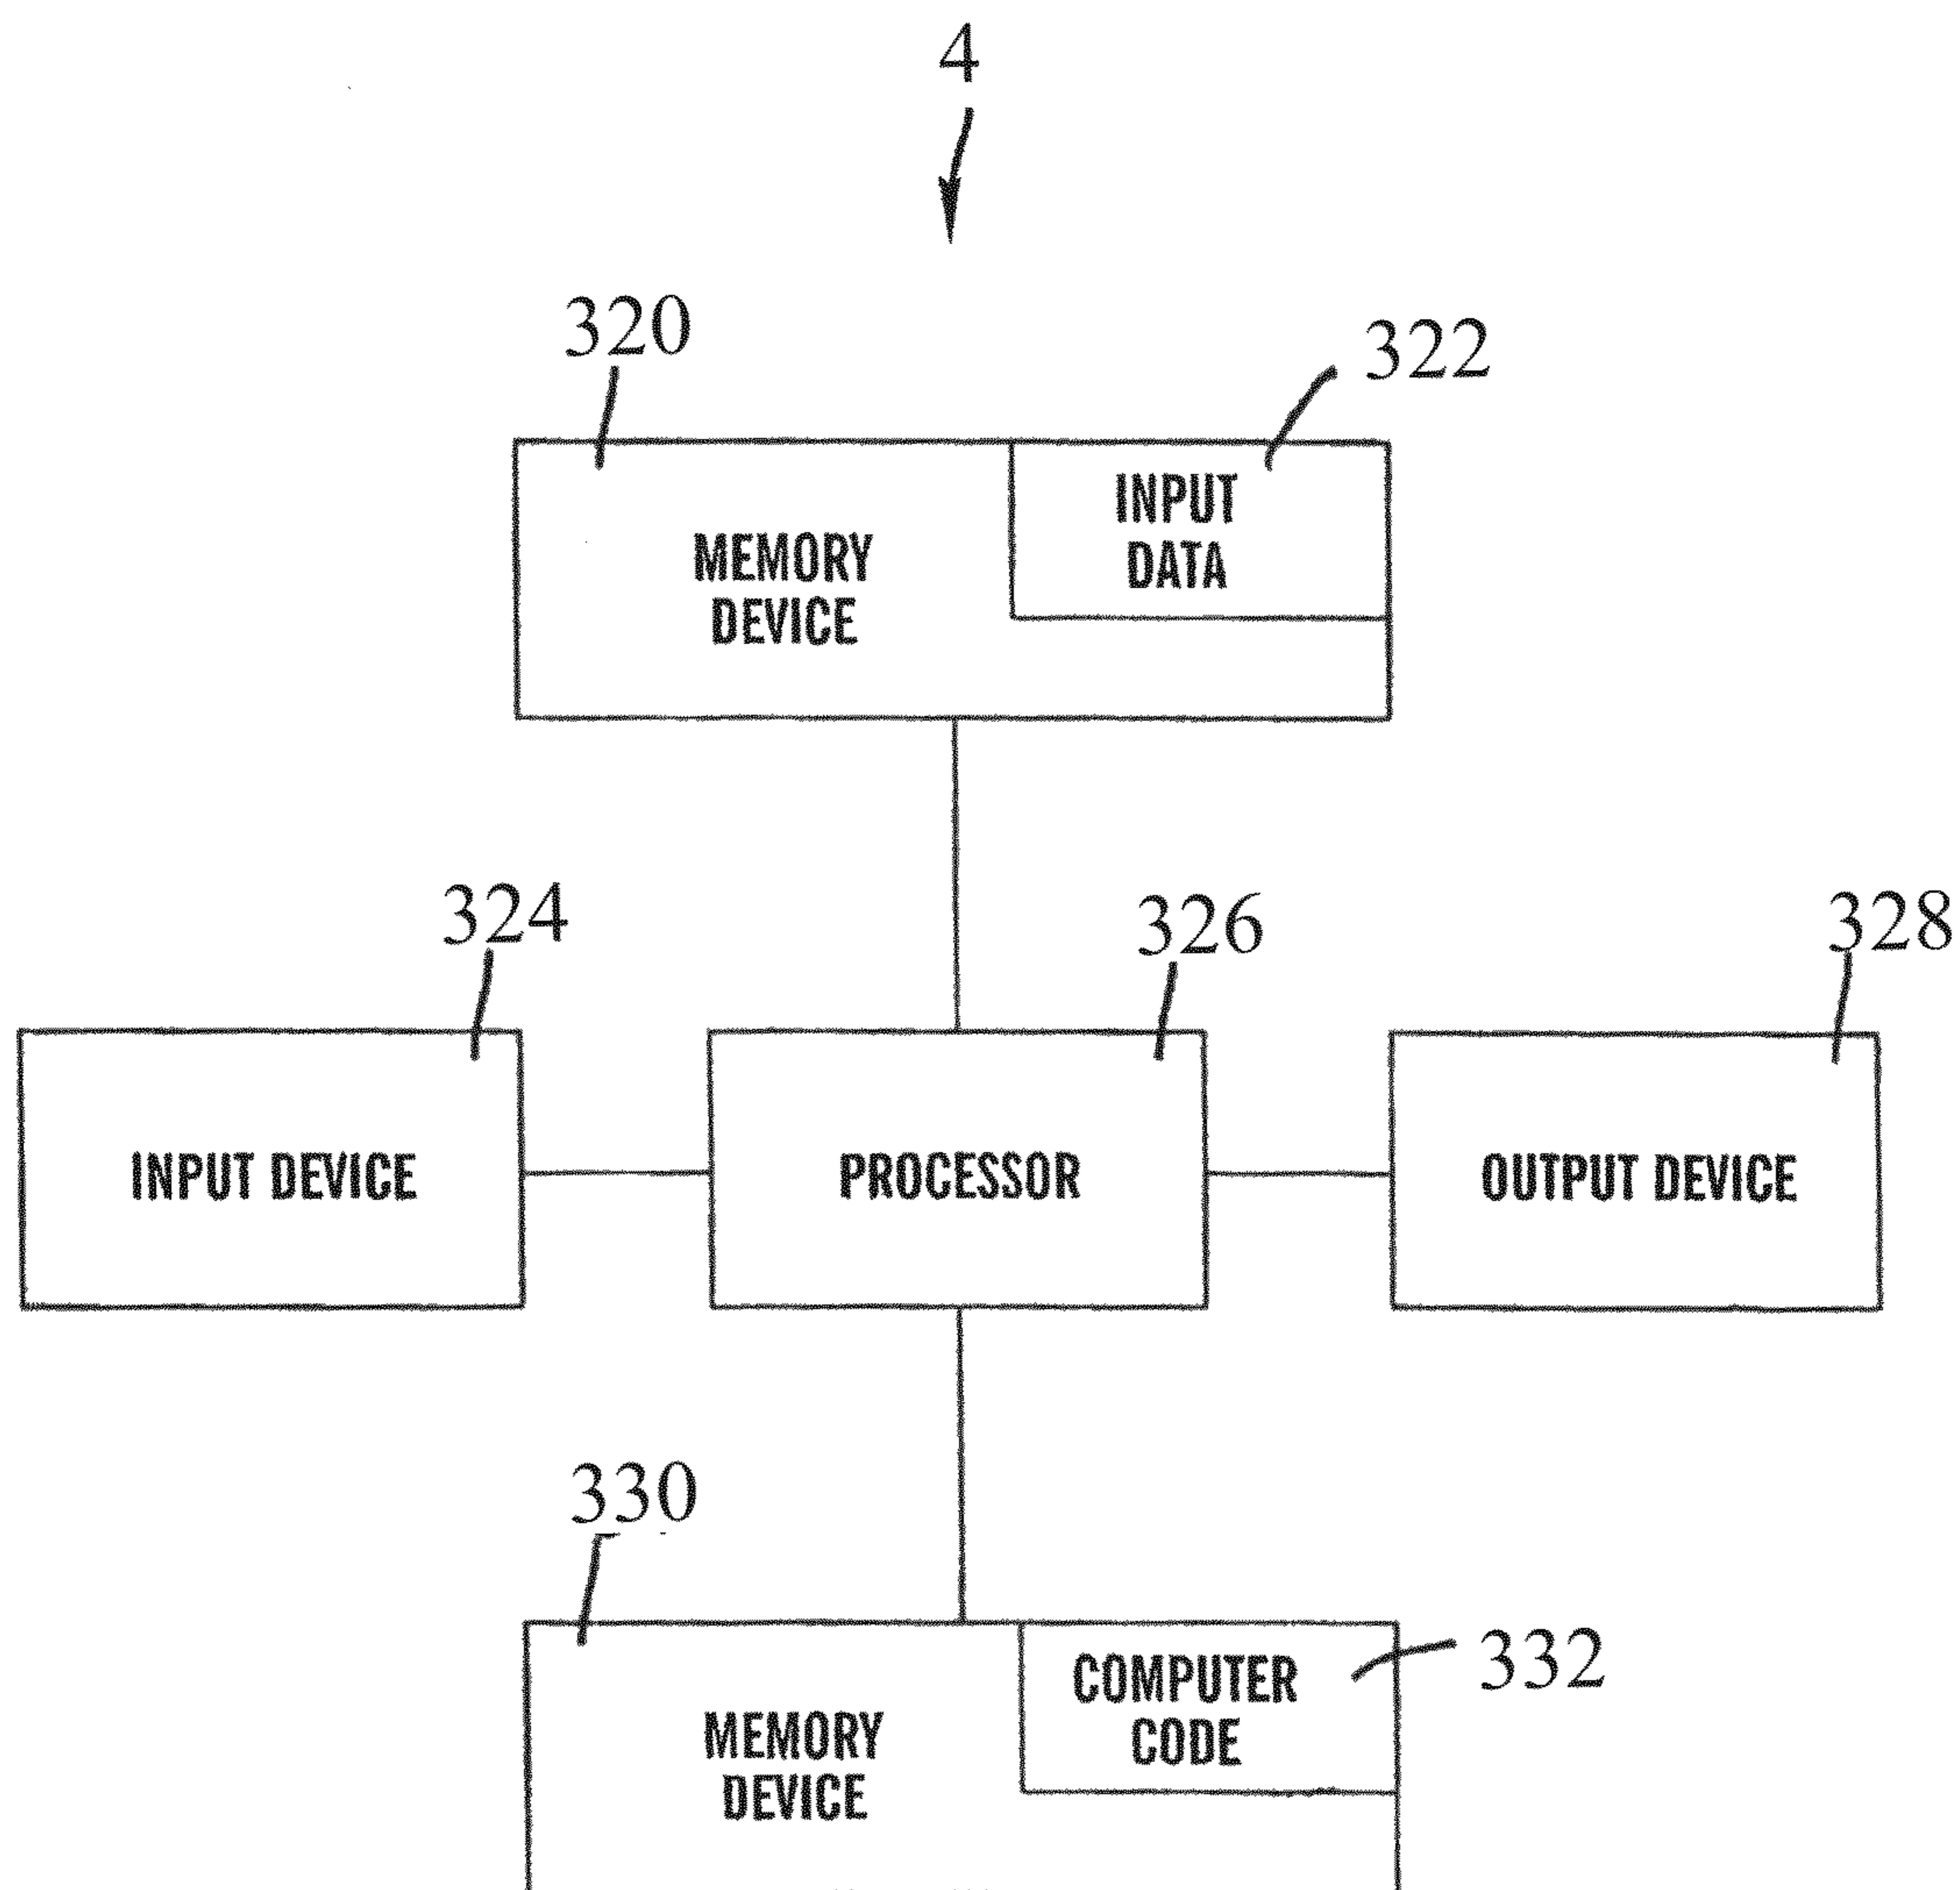 4
320
322
INPUT
DATA
MEMORY
DEVICE
324
326
328
INPUT DEVICE
PROCESSOR
OUTPUT DEVICE
330
332
COMPUTER
CODE
MEMORY
DEVICE